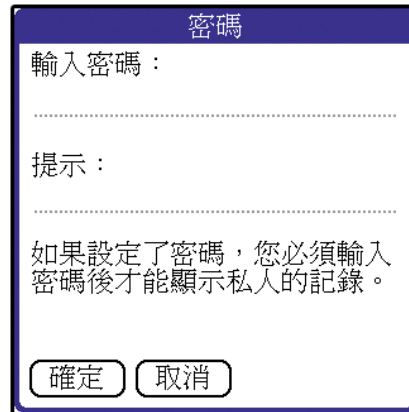 密碼
輸入密碼：
提示：
如果設定了密碼，您必須輸入
密碼後才能顯示私人的記錄。
確定 取消